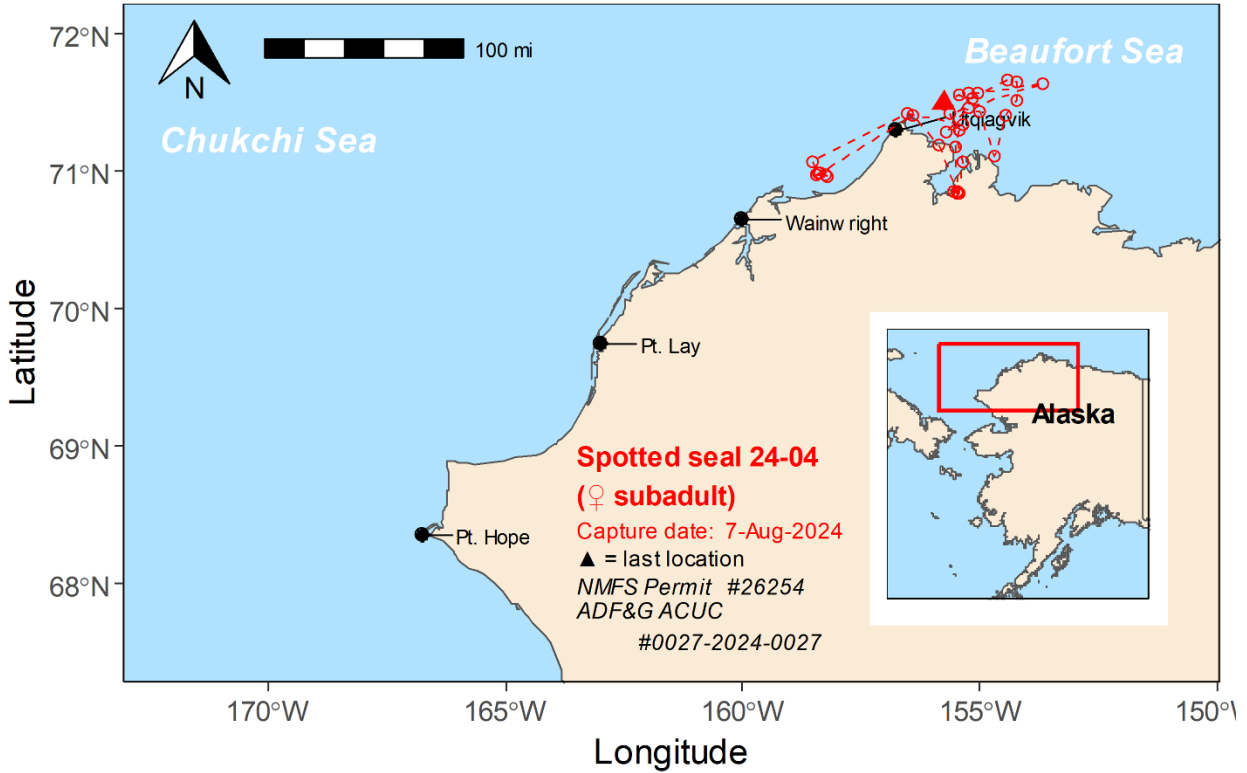 72°N
71°N
70°N
69°N
68°N
Latitude
N
100 mi
Beaufort Sea
Chukchi Sea
Wainw right
Pt. Lay
Pt. Hope
Spotted seal 24-04
(♀ subadult)
Capture date: 7-Aug-2024
▲ = last location
NMFS Permit #26254
ADF&G ACUC
#0027-2024-0027
Alaska
170°W
165°W
160°W
155°W
Longitude